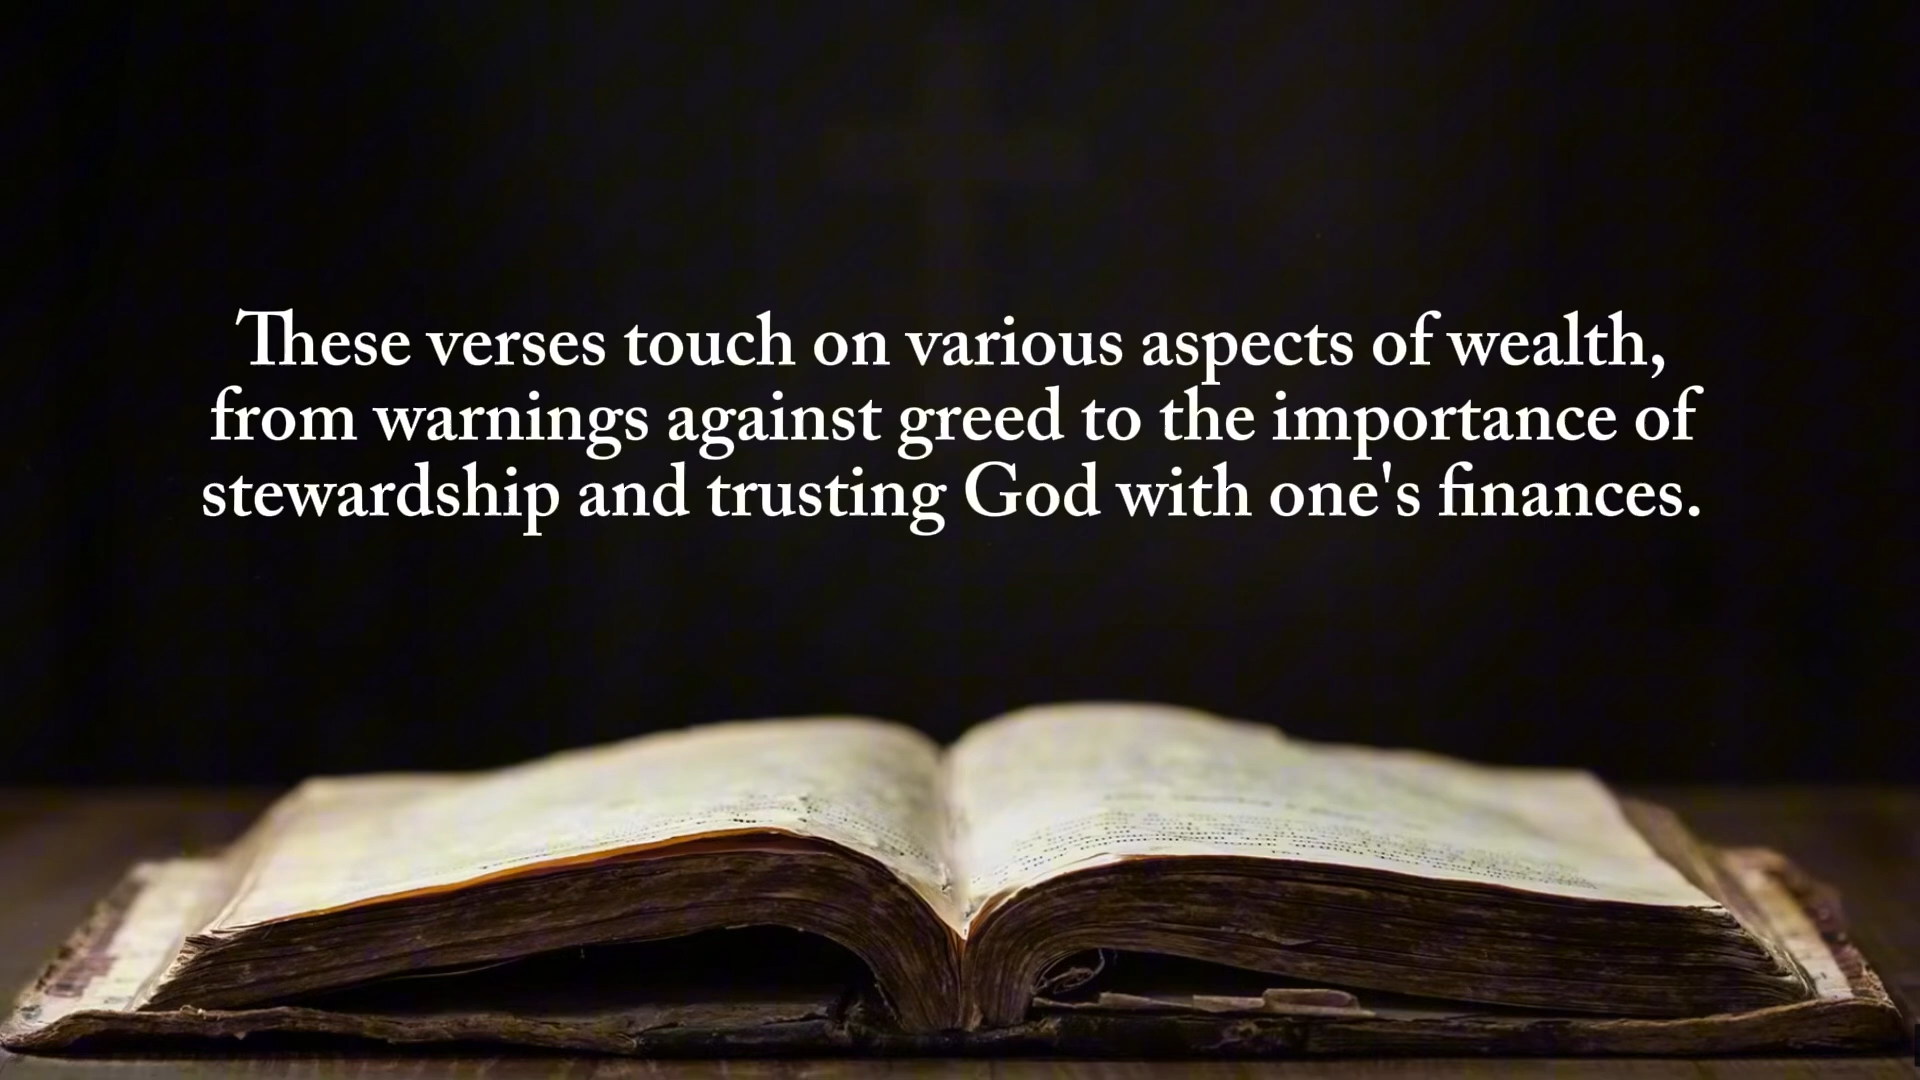 These verses touch on various aspects of wealth,
from warnings against greed to the importance of
stewardship and trusting God with one's finances.